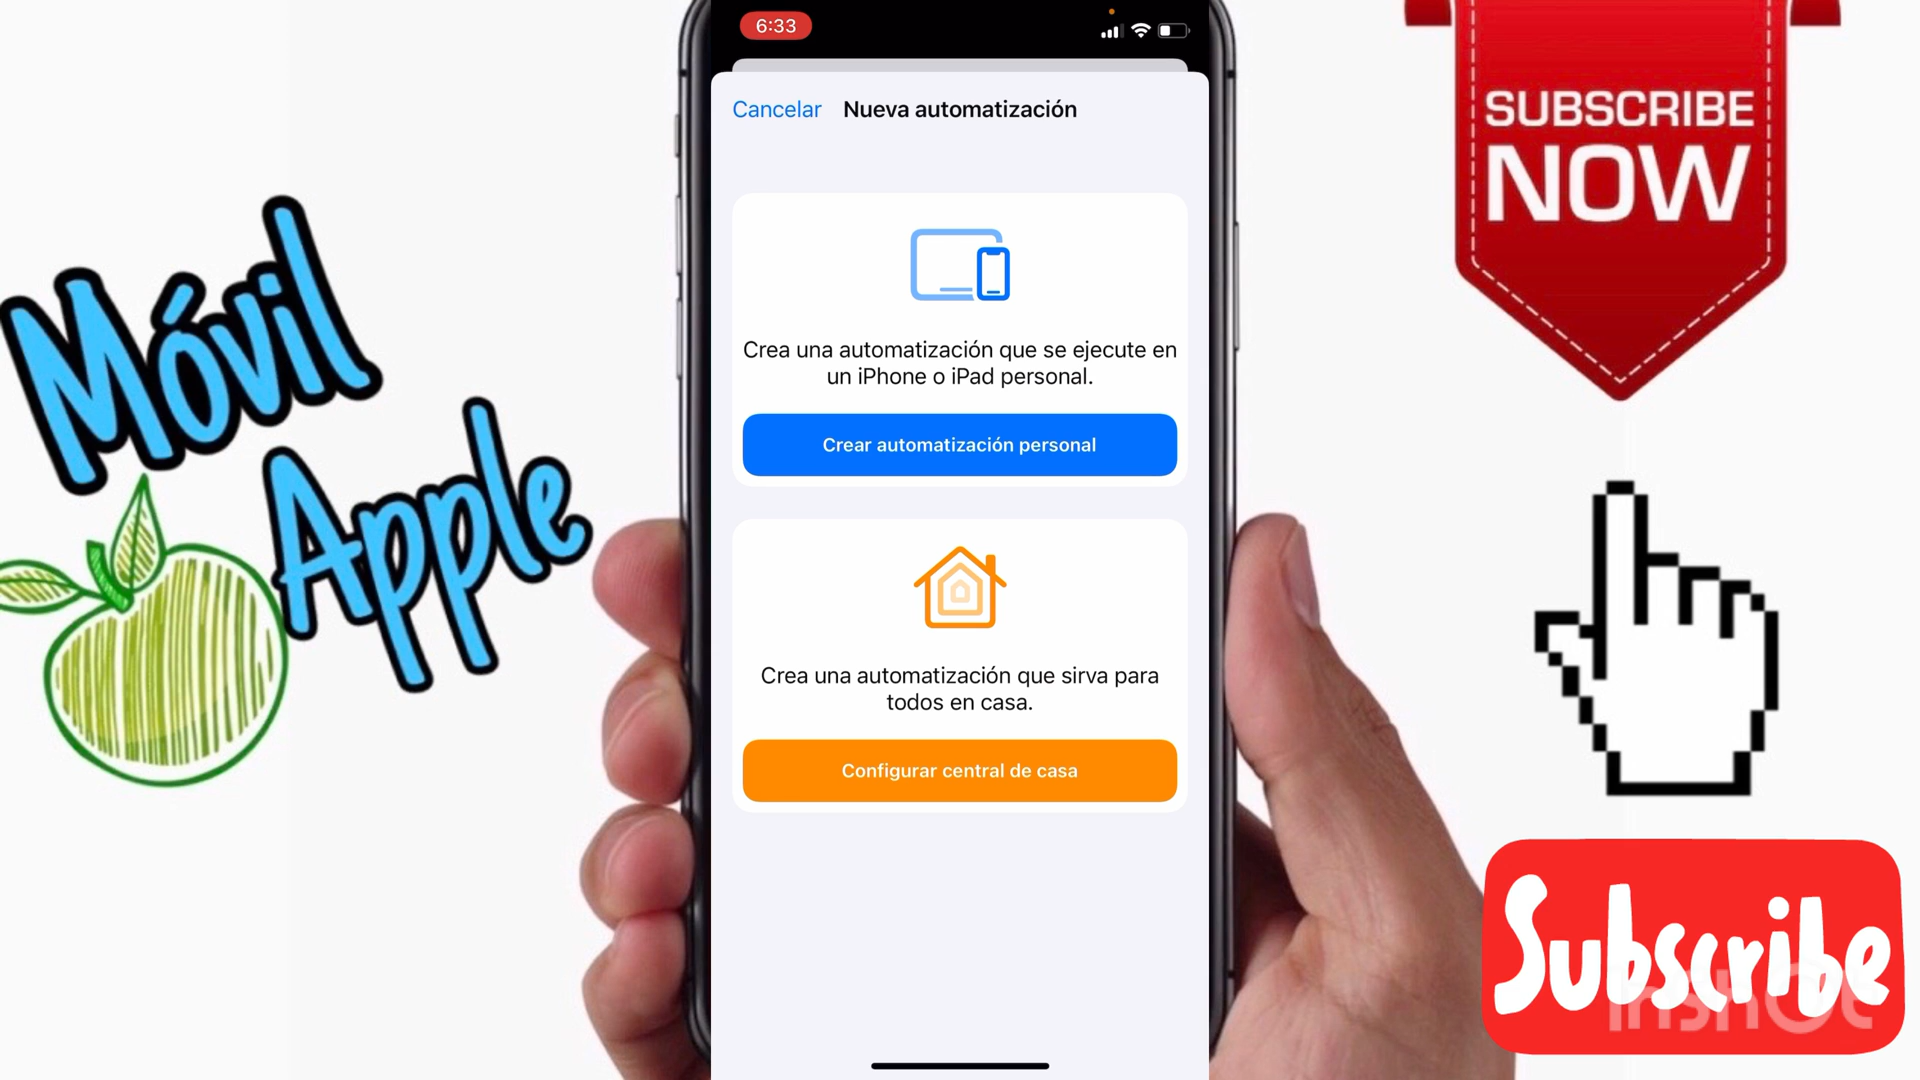 6:33
Cancelar Nueva automatización
Crea una automatización que se ejecute en
un iPhone o iPad personal.
Crear automatización personal
Crea una automatización que sirva para
todos en casa.
Configurar central de casa
Móvil
Apple
SUBSCRIBE
NOW
Subscribe
InShOt